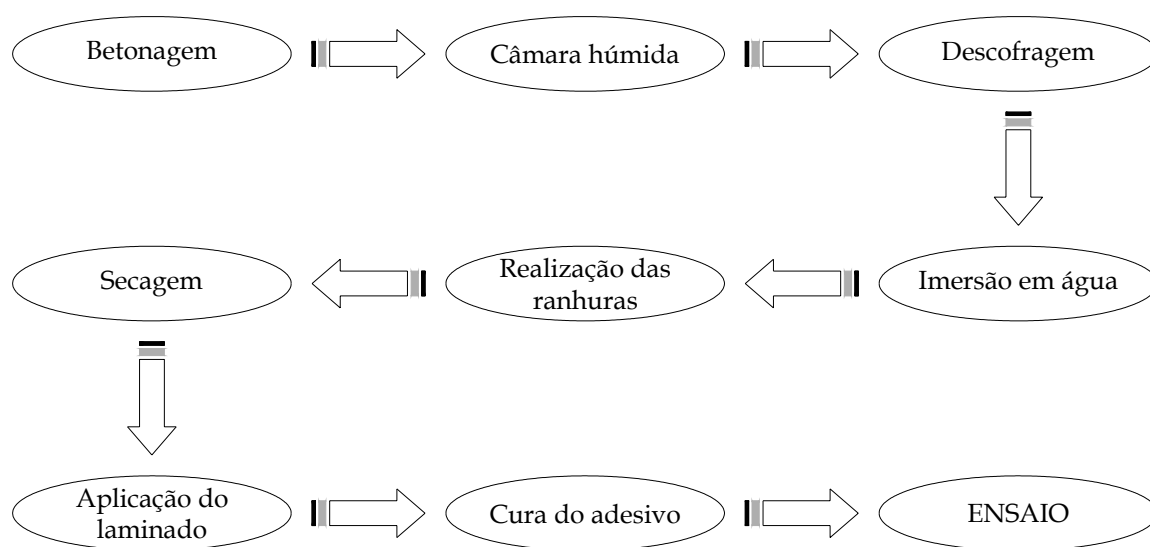 Betonagem
Câmara húmida
Descofragem
Imersão em água
Realização das
ranhuras
Secagem
Aplicação do
laminado
Cura do adesivo
ENSAIO